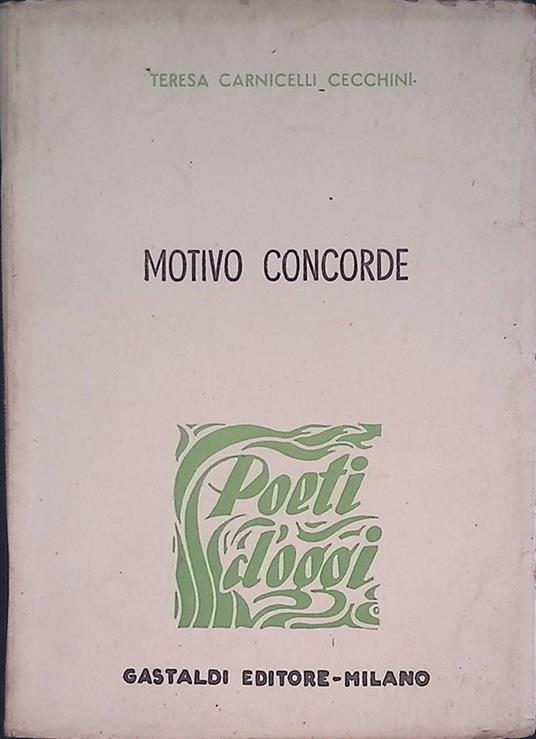 TERESA CARNICELLI CECCHINI
MOTIVO CONCORDE
Poeti
d'oggi
GASTALDI EDITORE-MILANO